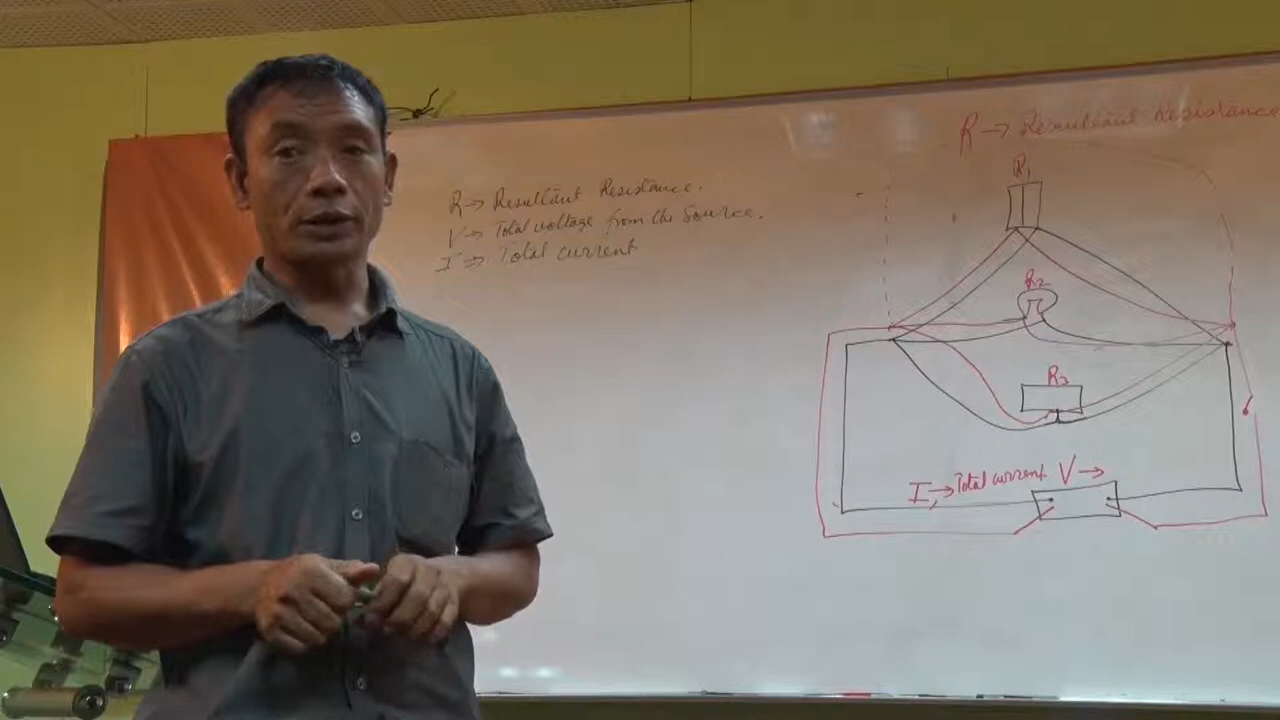 R → Resultant Resistance.
V → Total voltage from the Source.
I → Total current
R → Resultant Resistance
R1
R2
R3
I → Total current V →